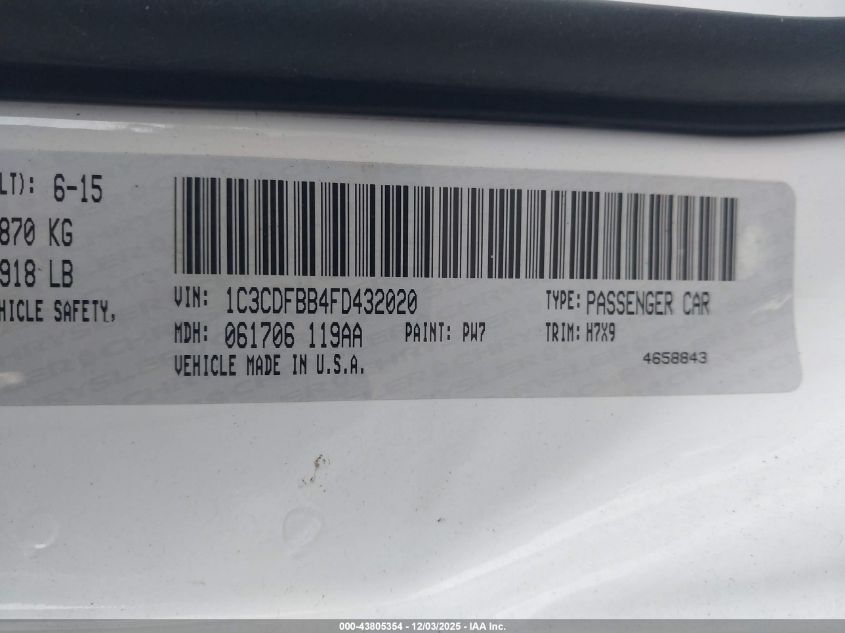 LT): 6-15
870 KG
918 LB
HICLE SAFETY,
VIN: 1C3CDFBB4FD432020 TYPE: PASSENGER CAR
MDH: 061706 119AA PAINT: PW7 TRIM: H7X9
VEHICLE MADE IN U.S.A. 4658843
000-43805354 - 12/03/2025 - IAA Inc.